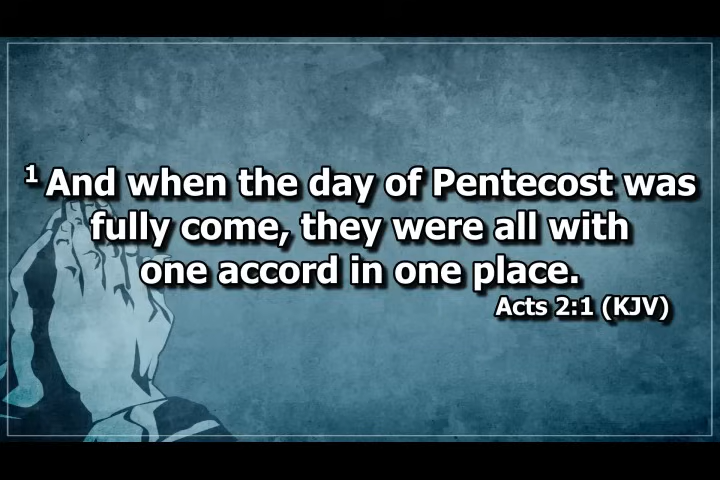 1 And when the day of Pentecost was
fully come, they were all with
one accord in one place.
Acts 2:1 (KJV)